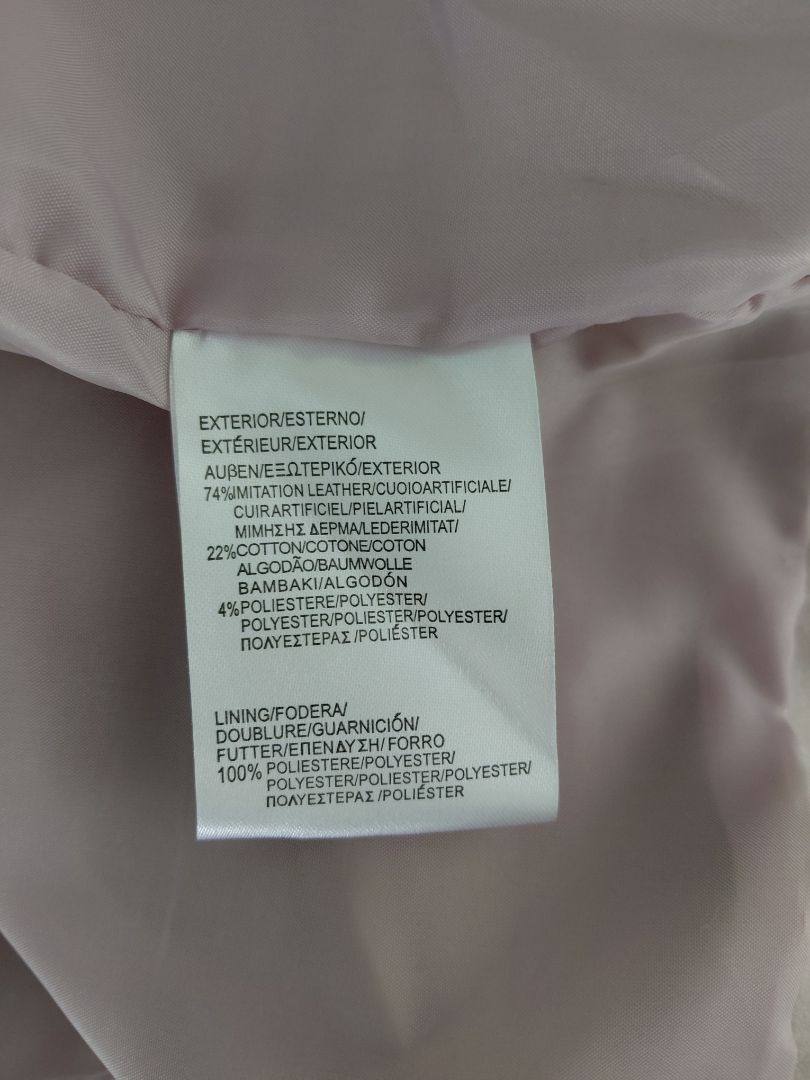 EXTERIOR/ESTERNO/
EXTÉRIEUR/EXTERIOR
AUβEN/ΕΞΩΤΕΡΙΚΌ/EXTERIOR
74%IMITATION LEATHER/CUOIOARTIFICIALE/
CUIRARTIFICIEL/PIELARTIFICIAL/
ΜΙΜΗΣΗΣ ΔΕΡΜΑ/LEDERIMITAT/
22%COTTON/COTONE/COTON
ALGODÃO/BAUMWOLLE
BAMBAKI/ALGODÓN
4%POLIESTERE/POLYESTER/
POLYESTER/POLIESTER/POLYESTER/
ΠΟΛΥΕΣΤΕΡΑΣ /POLIÉSTER
LINING/FODERA/
DOUBLURE/GUARNICIÓN/
FUTTER/ΕΠΕΝΔΥΣΗ/ FORRO
100% POLIESTERE/POLYESTER/
POLYESTER/POLIESTER/POLYESTER/
ΠΟΛΥΕΣΤΕΡΑΣ /POLIÉSTER